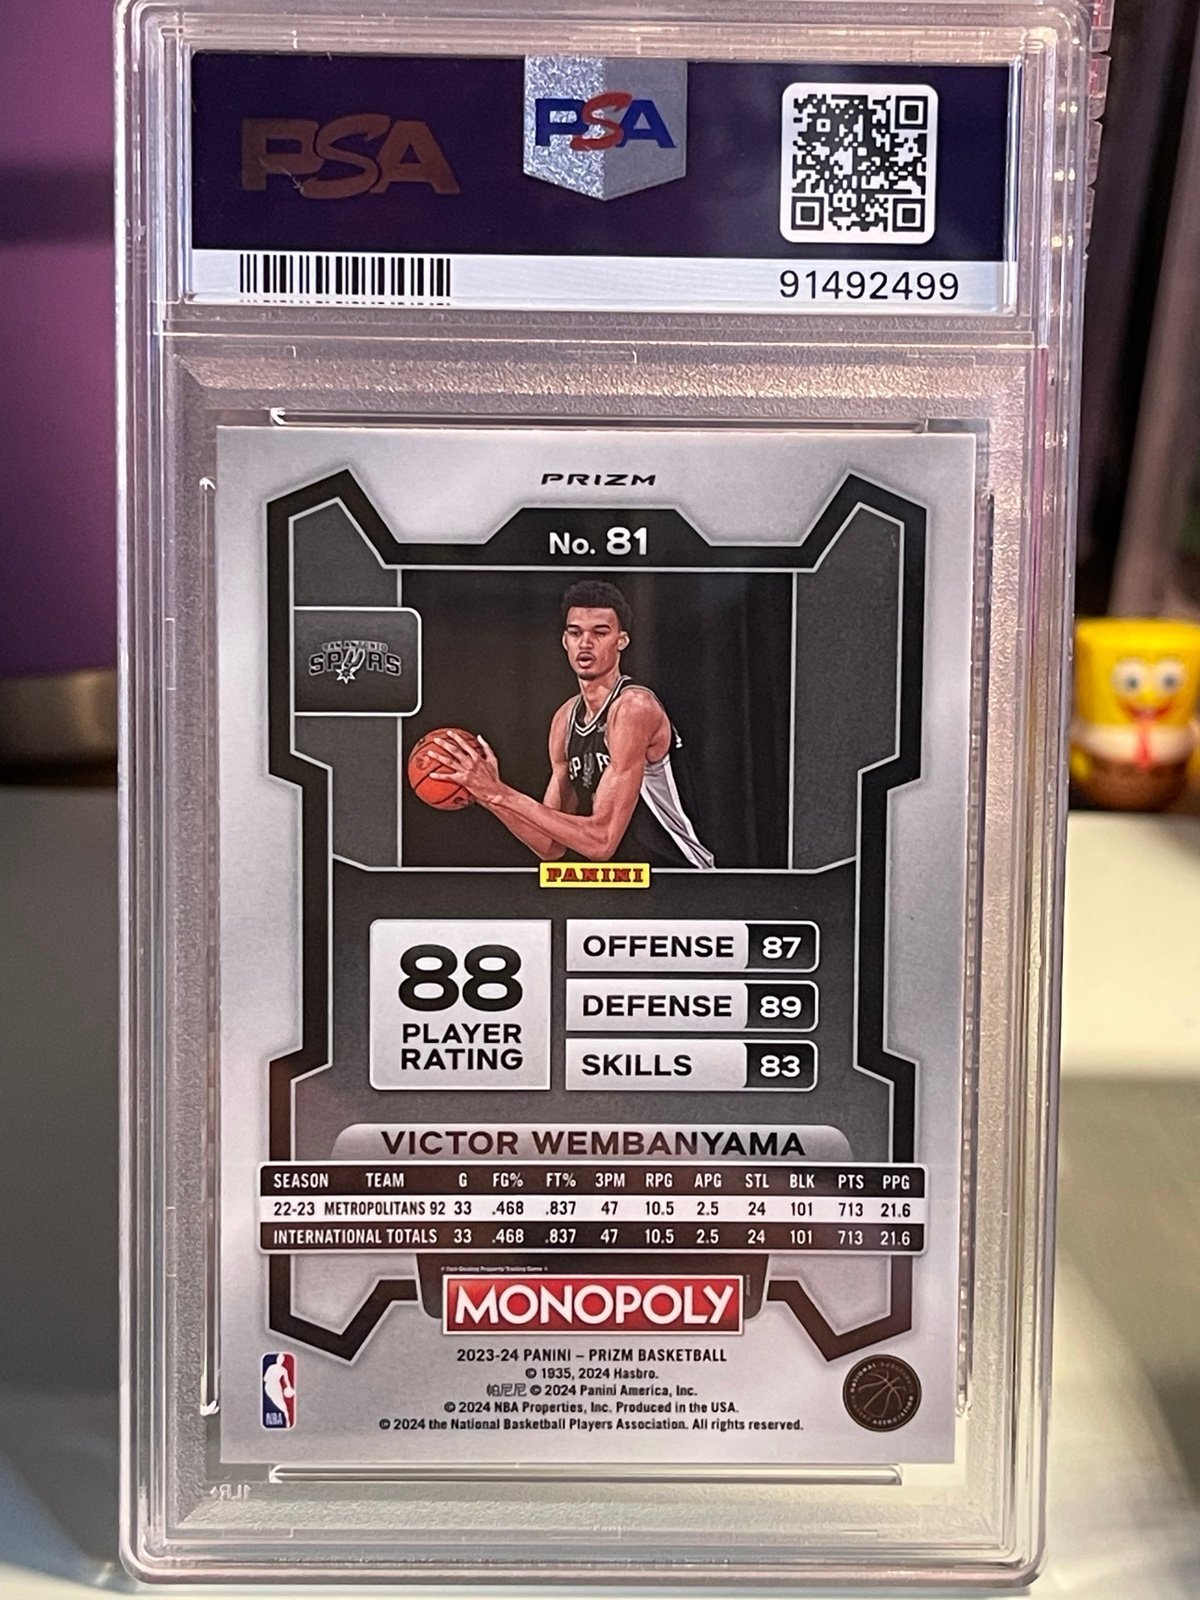 PSA
PSA
91492499
PRIZM
No. 81
SAN ANTONIO
SPURS
PANINI
88
PLAYER
RATING
OFFENSE 87
DEFENSE 89
SKILLS 83
VICTOR WEMBANYAMA
SEASON TEAM G FG% FT% 3PM RPG APG STL BLK PTS PPG
22-23 METROPOLITANS 92 33 .468 .837 47 10.5 2.5 24 101 713 21.6
INTERNATIONAL TOTALS 33 .468 .837 47 10.5 2.5 24 101 713 21.6
MONOPOLY
2023-24 PANINI – PRIZM BASKETBALL
© 1935, 2024 Hasbro.
帕尼尼 © 2024 Panini America, Inc.
© 2024 NBA Properties, Inc. Produced in the USA.
© 2024 the National Basketball Players Association. All rights reserved.
NBA